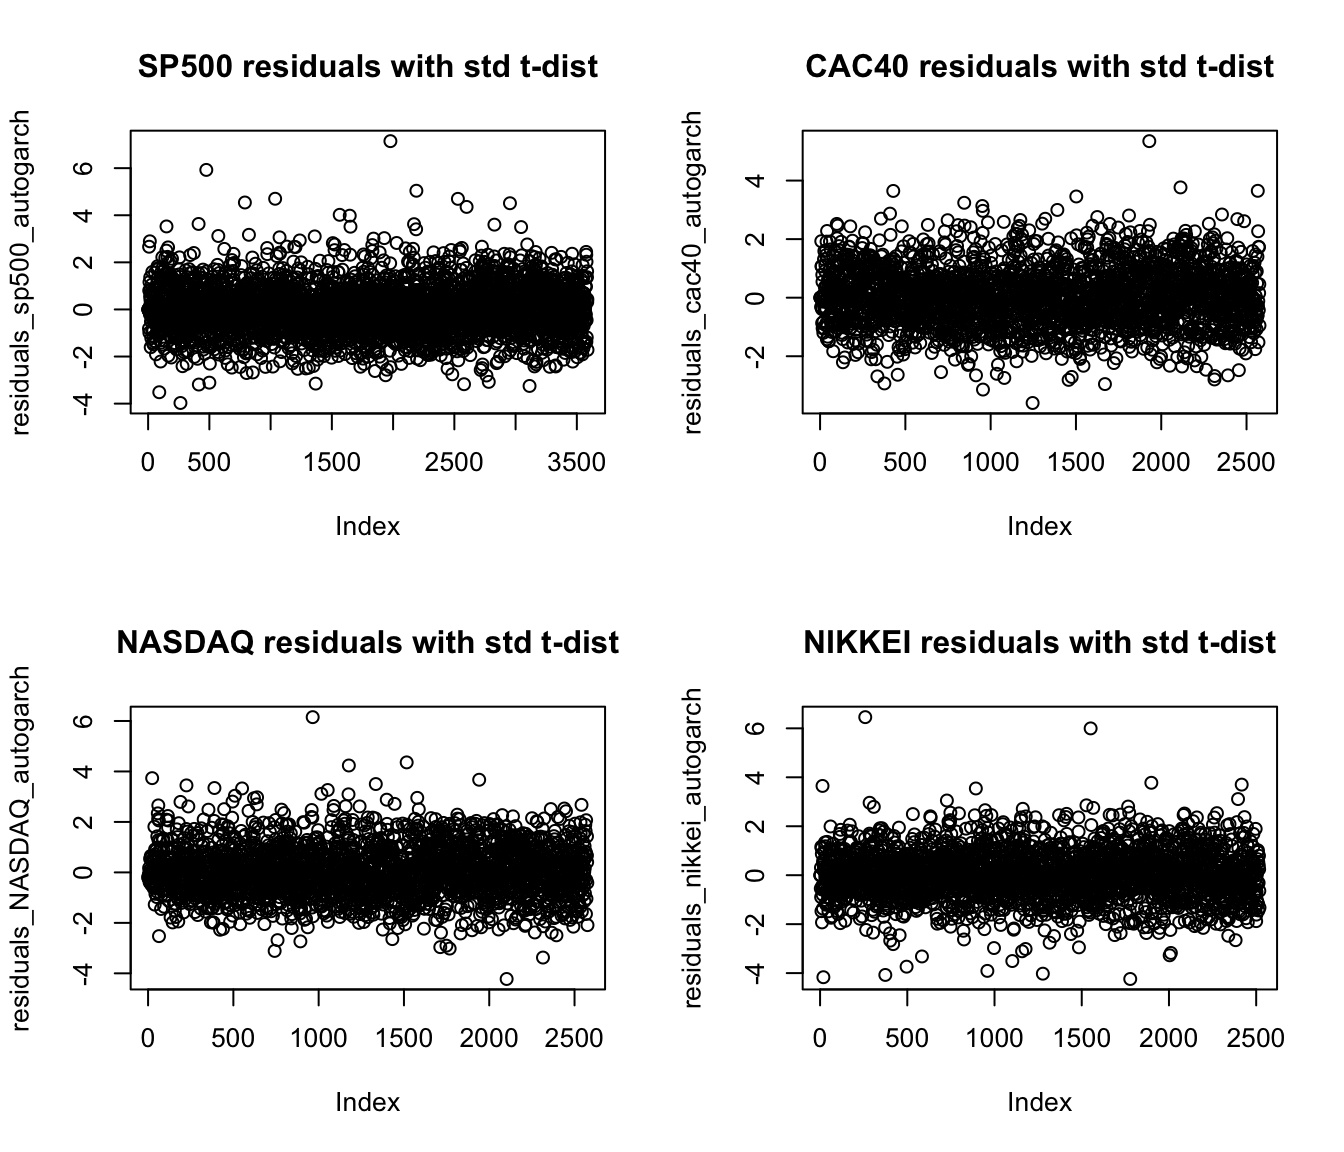 SP500 residuals with std t-dist
residuals_sp500_autogarch
6
4
2
0
-2
-4
0 500 1500 2500 3500
Index
CAC40 residuals with std t-dist
residuals_cac40_autogarch
4
2
0
-2
0 500 1000 1500 2000 2500
Index
NASDAQ residuals with std t-dist
residuals_NASDAQ_autogarch
6
4
2
0
-2
-4
0 500 1000 1500 2000 2500
Index
NIKKEI residuals with std t-dist
residuals_nikkei_autogarch
6
4
2
0
-2
-4
0 500 1000 1500 2000 2500
Index